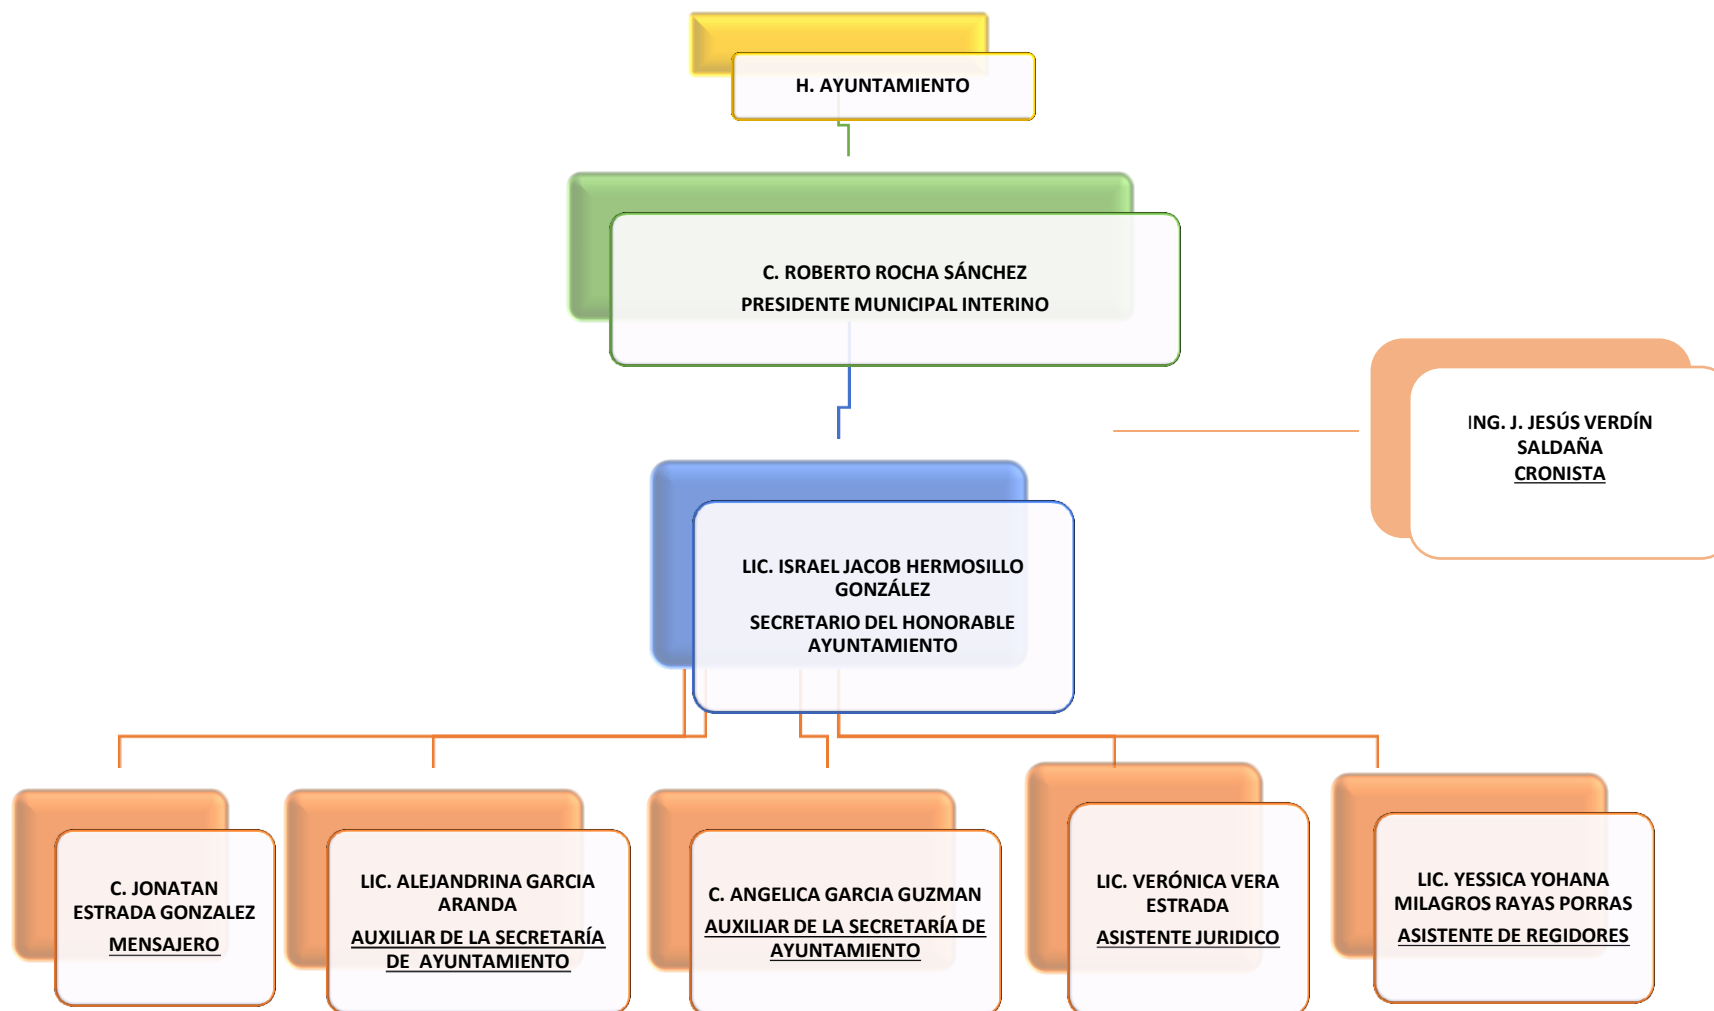 H. AYUNTAMIENTO
C. ROBERTO ROCHA SÁNCHEZ
PRESIDENTE MUNICIPAL INTERINO
ING. J. JESÚS VERDÍN
SALDAÑA
CRONISTA
LIC. ISRAEL JACOB HERMOSILLO
GONZÁLEZ
SECRETARIO DEL HONORABLE
AYUNTAMIENTO
C. JONATAN
ESTRADA GONZALEZ
MENSAJERO
LIC. ALEJANDRINA GARCIA
ARANDA
AUXILIAR DE LA SECRETARÍA
DE  AYUNTAMIENTO
C. ANGELICA GARCIA GUZMAN
AUXILIAR DE LA SECRETARÍA DE
AYUNTAMIENTO
LIC. VERÓNICA VERA
ESTRADA
ASISTENTE JURIDICO
LIC. YESSICA YOHANA
MILAGROS RAYAS PORRAS
ASISTENTE DE REGIDORES